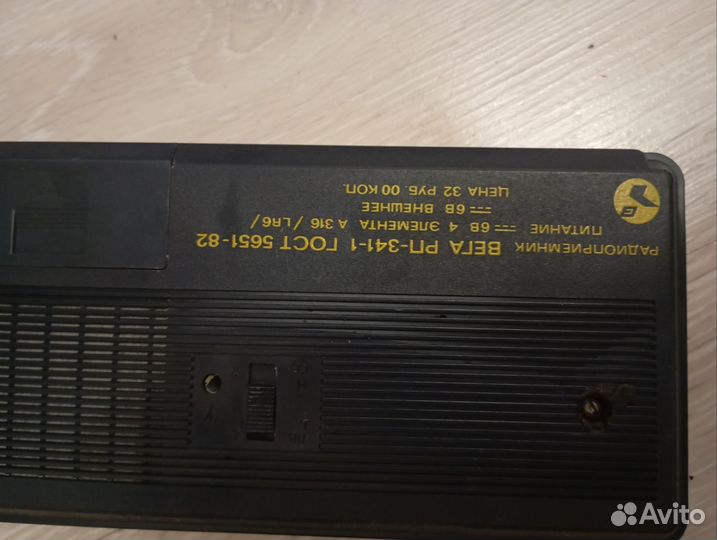 РАДИОПРИЕМНИК ВЕГА РП-341-1 ГОСТ 5651-82
ПИТАНИЕ
6В 4 ЭЛЕМЕНТА А 316 /LR6/
6В ВНЕШНЕЕ
ЦЕНА 32 РУБ. 00 КОП.
Avito